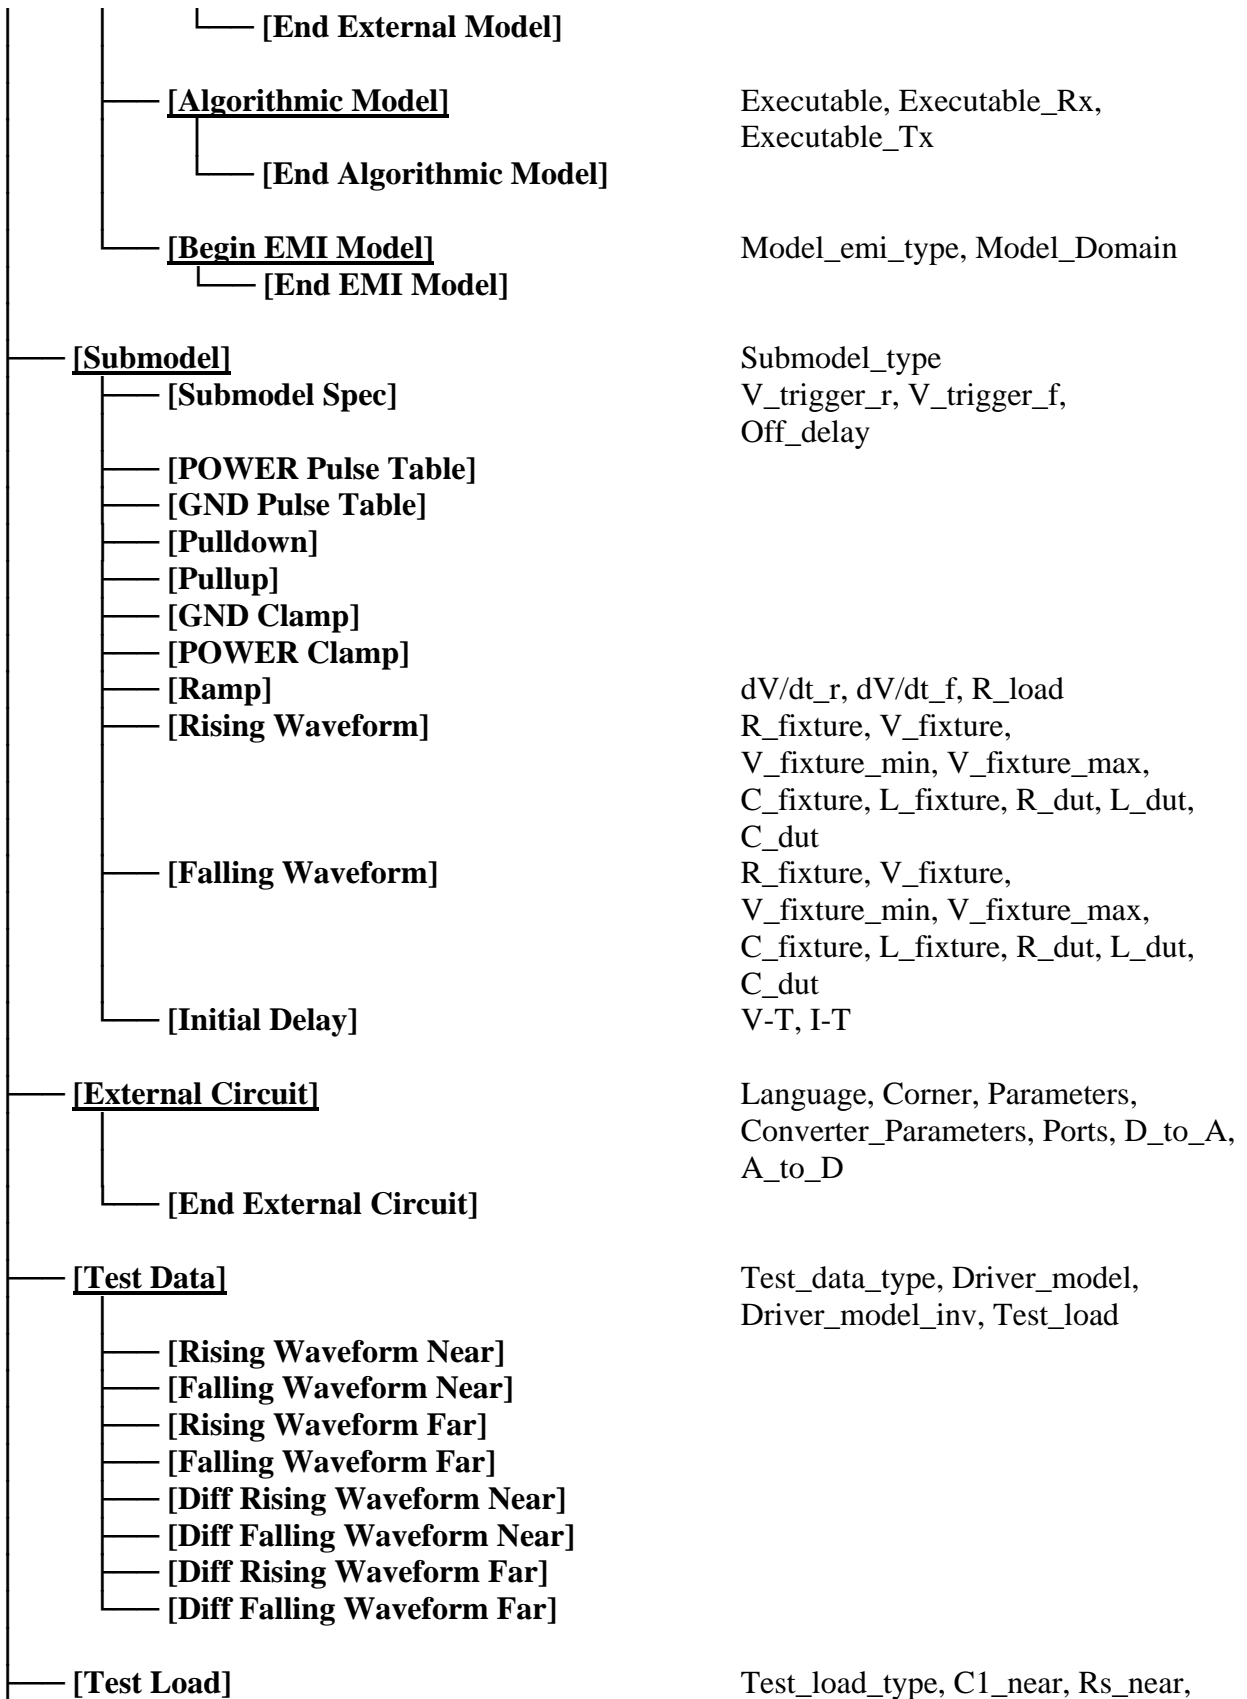 [End External Model]
[Algorithmic Model] Executable, Executable_Rx,
Executable_Tx
[End Algorithmic Model]
[Begin EMI Model] Model_emi_type, Model_Domain
[End EMI Model]
[Submodel] Submodel_type
[Submodel Spec] V_trigger_r, V_trigger_f,
Off_delay
[POWER Pulse Table]
[GND Pulse Table]
[Pulldown]
[Pullup]
[GND Clamp]
[POWER Clamp]
[Ramp] dV/dt_r, dV/dt_f, R_load
[Rising Waveform] R_fixture, V_fixture,
V_fixture_min, V_fixture_max,
C_fixture, L_fixture, R_dut, L_dut,
C_dut
[Falling Waveform] R_fixture, V_fixture,
V_fixture_min, V_fixture_max,
C_fixture, L_fixture, R_dut, L_dut,
C_dut
[Initial Delay] V-T, I-T
[External Circuit] Language, Corner, Parameters,
Converter_Parameters, Ports, D_to_A,
A_to_D
[End External Circuit]
[Test Data] Test_data_type, Driver_model,
Driver_model_inv, Test_load
[Rising Waveform Near]
[Falling Waveform Near]
[Rising Waveform Far]
[Falling Waveform Far]
[Diff Rising Waveform Near]
[Diff Falling Waveform Near]
[Diff Rising Waveform Far]
[Diff Falling Waveform Far]
[Test Load] Test_load_type, C1_near, Rs_near,